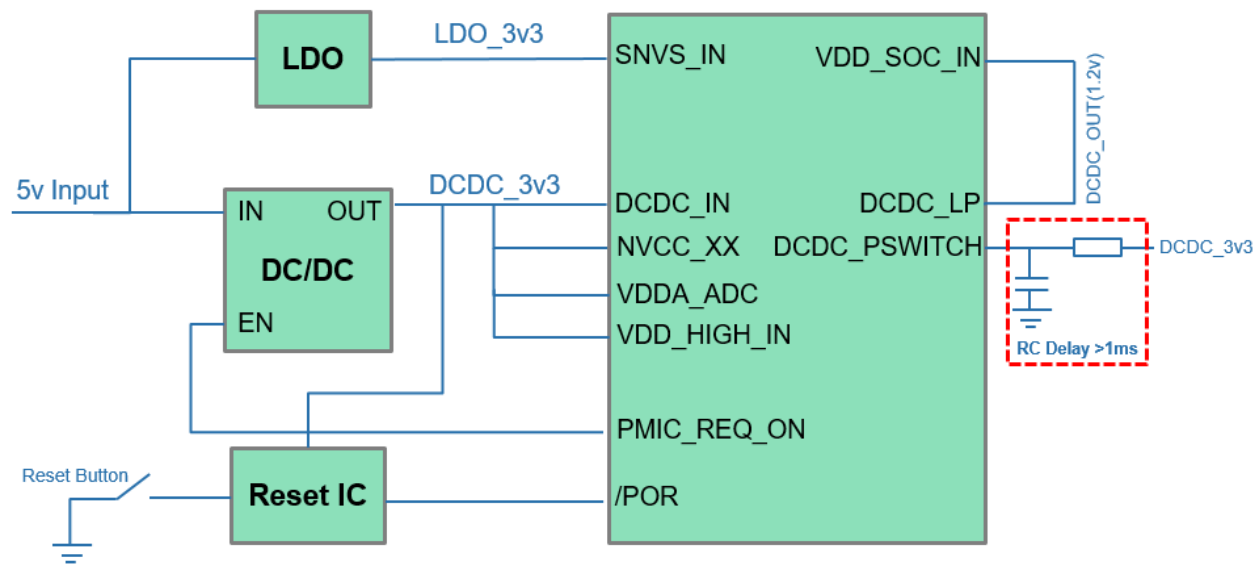 LDO
LDO_3v3
SNVS_IN
VDD_SOC_IN
DCDC_OUT(1.2v)
5v Input
IN
OUT
DC/DC
EN
DCDC_3v3
DCDC_IN
DCDC_LP
NVCC_XX
DCDC_PSWITCH
DCDC_3v3
VDDA_ADC
VDD_HIGH_IN
RC Delay >1ms
PMIC_REQ_ON
Reset Button
Reset IC
/POR